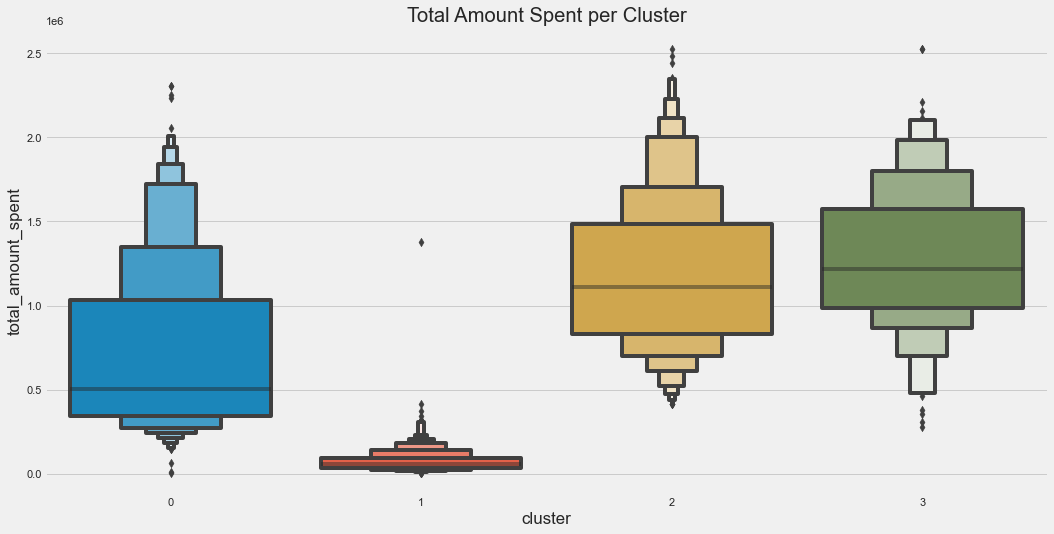 Total Amount Spent per Cluster
1e6
2.5
2.0
1.5
1.0
0.5
0.0
total_amount_spent
0 1 2 3
cluster